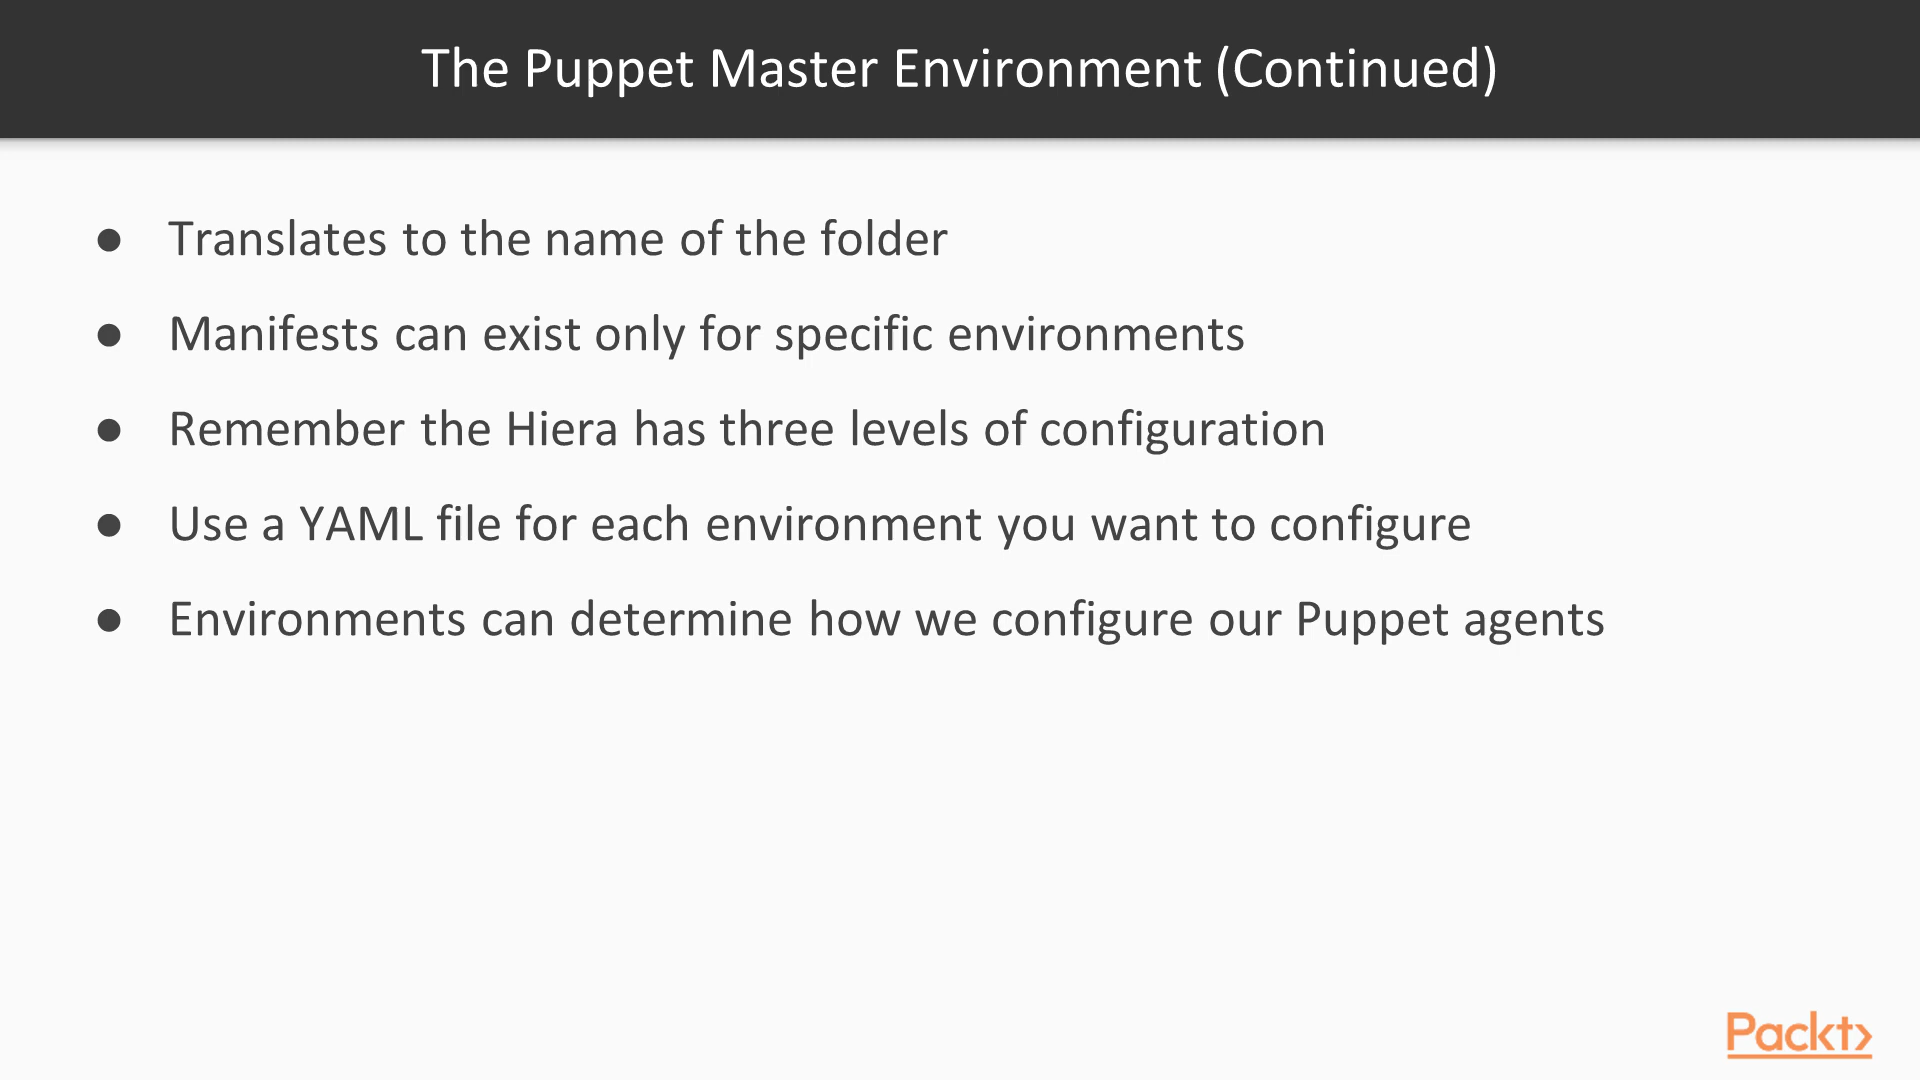 The Puppet Master Environment (Continued)
● Translates to the name of the folder
● Manifests can exist only for specific environments
● Remember the Hiera has three levels of configuration
● Use a YAML file for each environment you want to configure
● Environments can determine how we configure our Puppet agents
Packt>